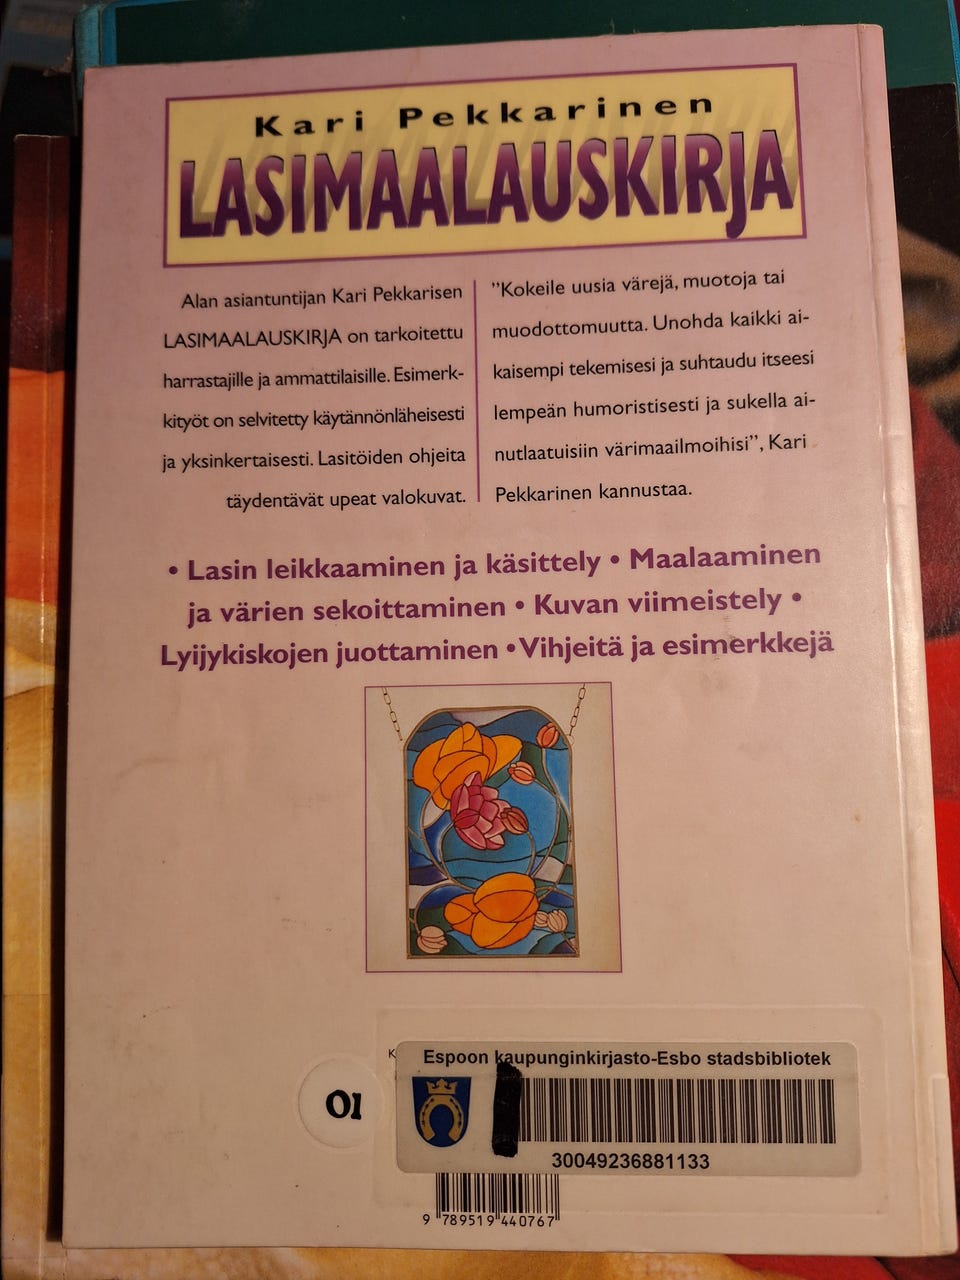 Kari Pekkarinen
LASIMAALAUSKIRJA
Alan asiantuntijan Kari Pekkarisen
LASIMAALAUSKIRJA on tarkoitettu
harrastajille ja ammattilaisille. Esimerk-
kityöt on selvitetty käytännönläheisesti
ja yksinkertaisesti. Lasitöiden ohjeita
täydentävät upeat valokuvat.
”Kokeile uusia värejä, muotoja tai
muodottomuutta. Unohda kaikki ai-
kaisempi tekemisesi ja suhtaudu itseesi
lempeän humoristisesti ja sukella ai-
nutlaatuisiin värimaailmoihisi”, Kari
Pekkarinen kannustaa.
• Lasin leikkaaminen ja käsittely • Maalaaminen
ja värien sekoittaminen • Kuvan viimeistely •
Lyijykiskojen juottaminen • Vihjeitä ja esimerkkejä
Espoon kaupunginkirjasto-Esbo stadsbibliotek
30049236881133
9 789519 440767